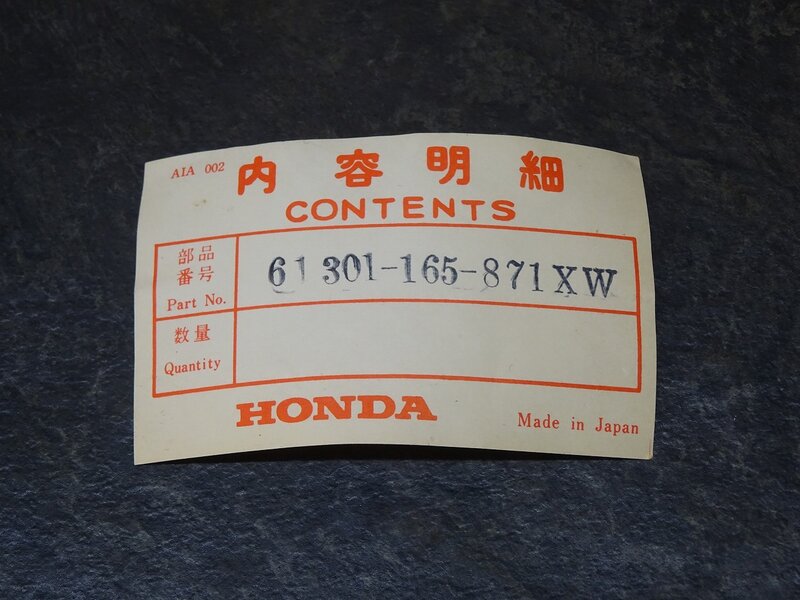 AIA 002
内容明細
CONTENTS
部品
番号
Part No.
61301-165-871XW
数量
Quantity
HONDA
Made in Japan